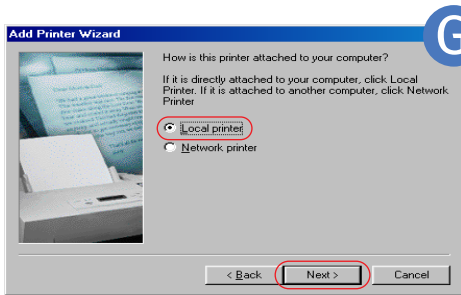 Add Printer Wizard
G
How is this printer attached to your computer?
If it is directly attached to your computer, click Local
Printer. If it is attached to another computer, click Network
Printer
Local printer
Network printer
< Back
Next >
Cancel